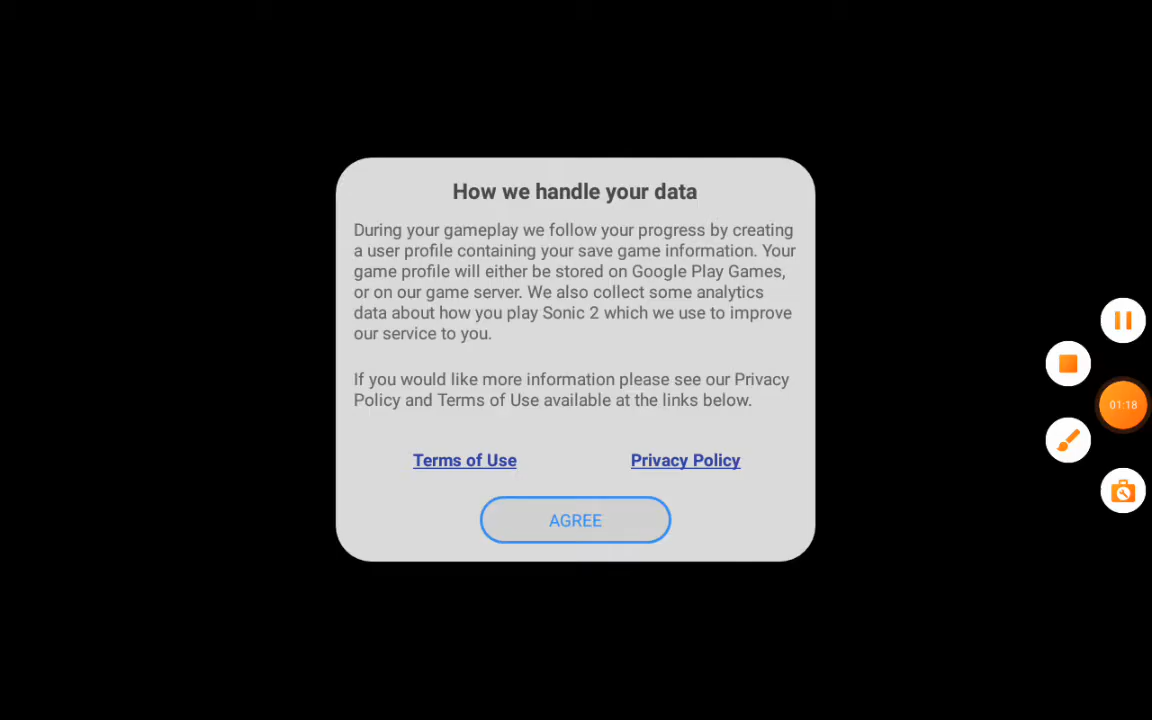 How we handle your data
During your gameplay we follow your progress by creating
a user profile containing your save game information. Your
game profile will either be stored on Google Play Games,
or on our game server. We also collect some analytics
data about how you play Sonic 2 which we use to improve
our service to you.
If you would like more information please see our Privacy
Policy and Terms of Use available at the links below.
Terms of Use Privacy Policy
AGREE
01:18